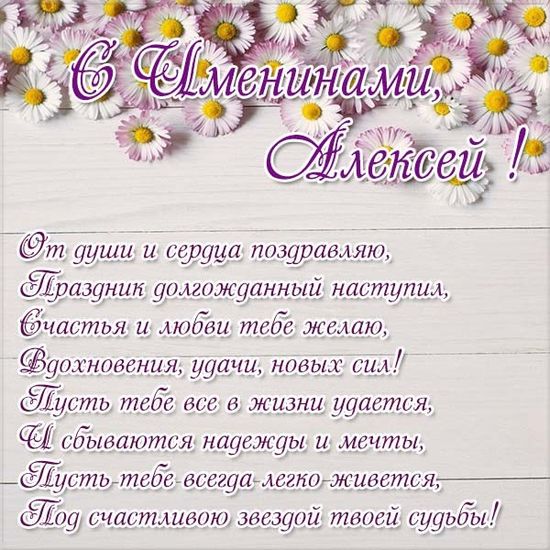 С Именинами,
Алексей !
От души и сердца поздравляю,
Праздник долгожданный наступил,
Счастья и любви тебе желаю,
Вдохновения, удачи, новых сил!
Пусть тебе все в жизни удается,
И сбываются надежды и мечты,
Пусть тебе всегда легко живется,
Под счастливою звездой твоей судьбы!